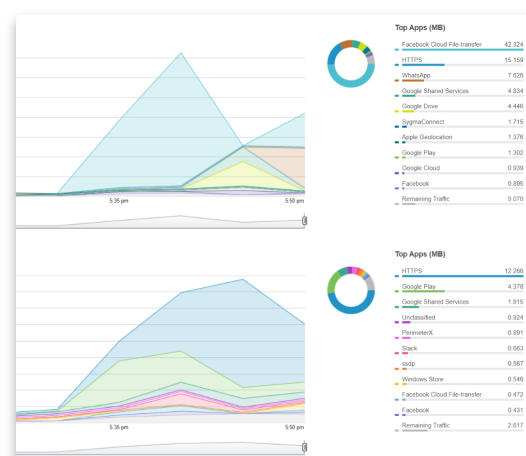 Top Apps (MB)
Facebook Cloud File-transfer 42.324
HTTPS 15.159
WhatsApp 7.626
Google Shared Services 4.834
Google Drive 4.446
SygmaConnect 1.715
Apple Geolocation 1.376
Google Play 1.302
Google Cloud 0.939
Facebook 0.895
Remaining Traffic 5.070
5:35 pm 5:50 pm
Top Apps (MB)
HTTPS 12.266
Google Play 4.378
Google Shared Services 1.815
Unclassified 0.924
PerimeterX 0.891
Slack 0.663
ssdp 0.567
Windows Store 0.546
Facebook Cloud File-transfer 0.472
Facebook 0.431
Remaining Traffic 2.617
5:35 pm 5:50 pm